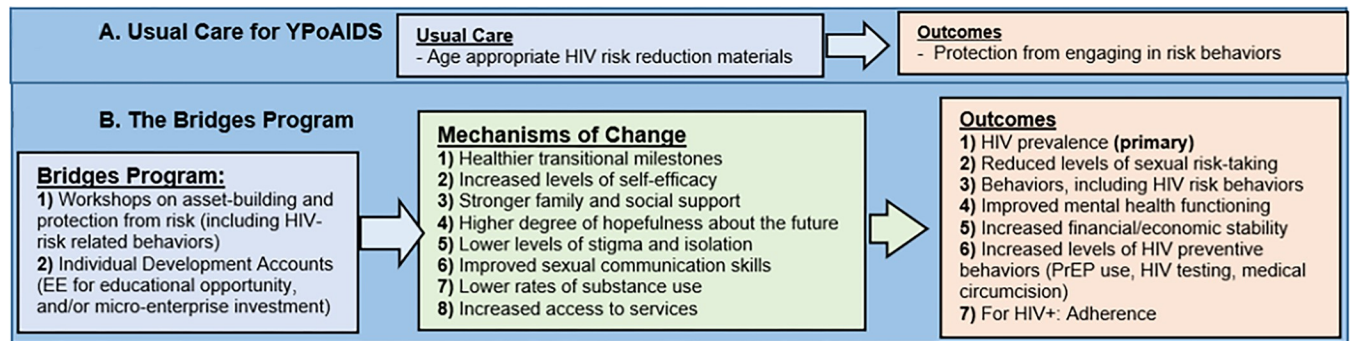 A. Usual Care for YPoAIDS
Usual Care
- Age appropriate HIV risk reduction materials
Outcomes
- Protection from engaging in risk behaviors
B. The Bridges Program
Bridges Program:
1) Workshops on asset-building and
protection from risk (including HIV-
risk related behaviors)
2) Individual Development Accounts
(EE for educational opportunity,
and/or micro-enterprise investment)
Mechanisms of Change
1) Healthier transitional milestones
2) Increased levels of self-efficacy
3) Stronger family and social support
4) Higher degree of hopefulness about the future
5) Lower levels of stigma and isolation
6) Improved sexual communication skills
7) Lower rates of substance use
8) Increased access to services
Outcomes
1) HIV prevalence (primary)
2) Reduced levels of sexual risk-taking
3) Behaviors, including HIV risk behaviors
4) Improved mental health functioning
5) Increased financial/economic stability
6) Increased levels of HIV preventive
behaviors (PrEP use, HIV testing, medical
circumcision)
7) For HIV+: Adherence